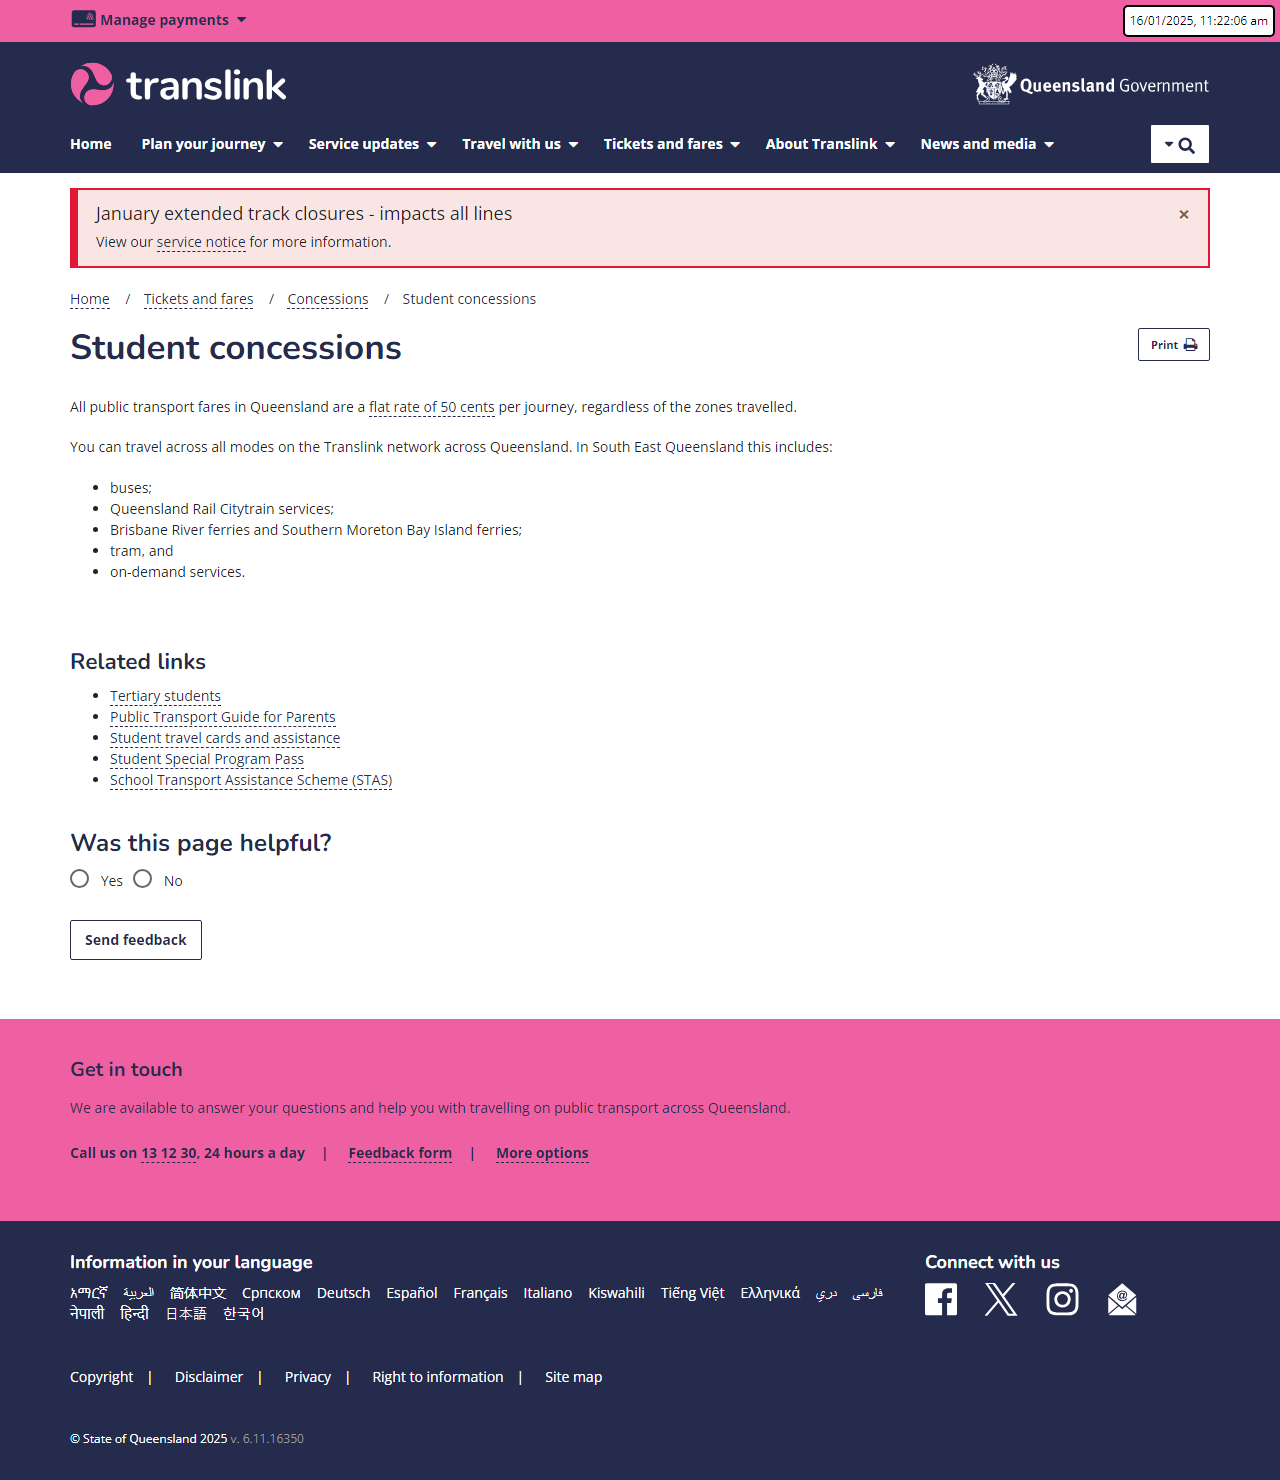 Manage payments
16/01/2025, 11:22:06 am
translink
Queensland Government
Home Plan your journey Service updates Travel with us Tickets and fares About Translink News and media
January extended track closures - impacts all lines ×
View our service notice for more information.
Home / Tickets and fares / Concessions / Student concessions
Student concessions
Print
All public transport fares in Queensland are a flat rate of 50 cents per journey, regardless of the zones travelled.
You can travel across all modes on the Translink network across Queensland. In South East Queensland this includes:
• buses;
• Queensland Rail Citytrain services;
• Brisbane River ferries and Southern Moreton Bay Island ferries;
• tram, and
• on-demand services.
Related links
• Tertiary students
• Public Transport Guide for Parents
• Student travel cards and assistance
• Student Special Program Pass
• School Transport Assistance Scheme (STAS)
Was this page helpful?
Yes No
Send feedback
Get in touch
We are available to answer your questions and help you with travelling on public transport across Queensland.
Call us on 13 12 30, 24 hours a day | Feedback form | More options
Information in your language
አማርኛ العربية 简体中文 Српском Deutsch Español Français Italiano Kiswahili Tiếng Việt Ελληνικά دري فارسی
नेपाली हिन्दी 日本語 한국어
Connect with us
Copyright | Disclaimer | Privacy | Right to information | Site map
© State of Queensland 2025 v. 6.11.16350